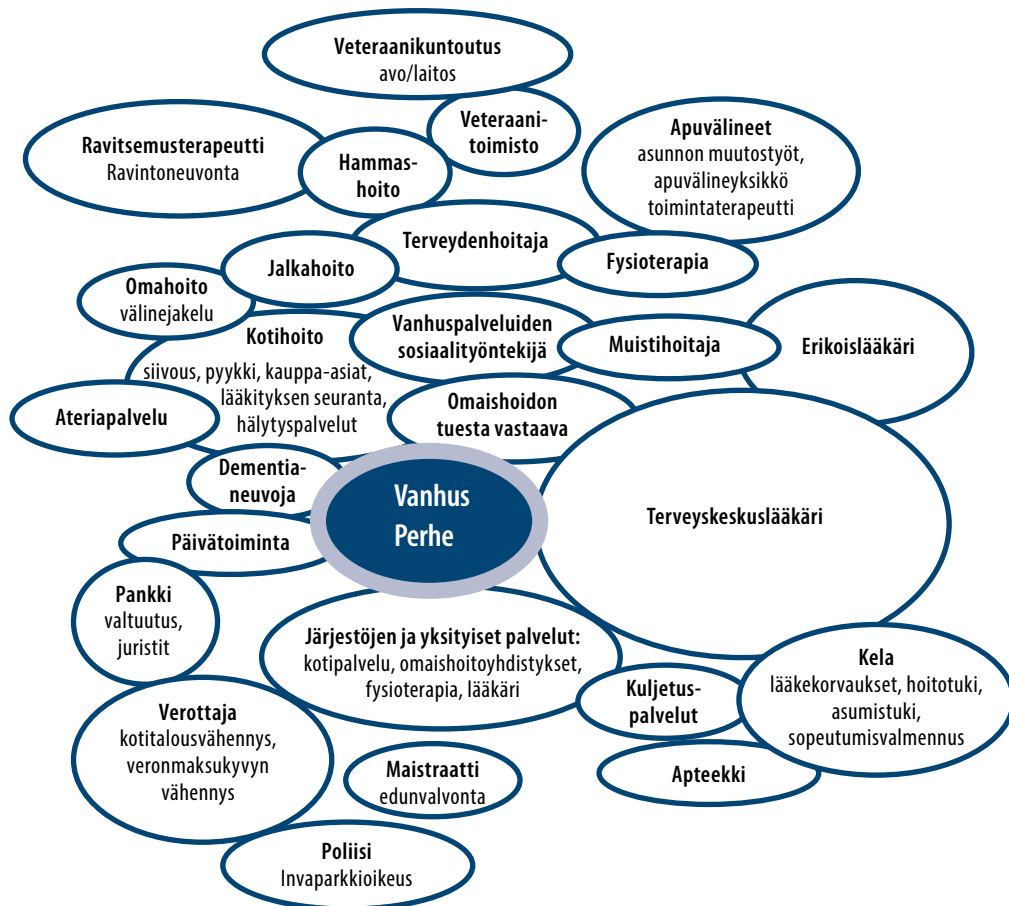 Veteraanikuntoutus
avo/laitos
Veteraani-
toimisto
Ravitsemusterapeutti
Ravintoneuvonta
Hammas-
hoito
Apuvälineet
asunnon muutostyöt,
apuvälineyksikkö
toimintaterapeutti
Terveydenhoitaja
Jalkahoito
Fysioterapia
Omahoito
välinejakelu
Kotihoito
siivous, pyykki, kauppa-asiat,
lääkityksen seuranta,
hälytyspalvelut
Vanhuspalveluiden
sosiaalityöntekijä
Muistihoitaja
Erikoislääkäri
Ateriapalvelu
Omaishoidon
tuesta vastaava
Dementia-
neuvoja
Vanhus
Perhe
Terveyskeskuslääkäri
Päivätoiminta
Pankki
valtuutus,
juristit
Järjestöjen ja yksityiset palvelut:
kotipalvelu, omaishoitoyhdistykset,
fysioterapia, lääkäri
Kuljetus-
palvelut
Kela
lääkekorvaukset, hoitotuki,
asumistuki,
sopeutumisvalmennus
Verottaja
kotitalousvähennys,
veronmaksukyvyn
vähennys
Maistraatti
edunvalvonta
Apteekki
Poliisi
Invaparkkioikeus